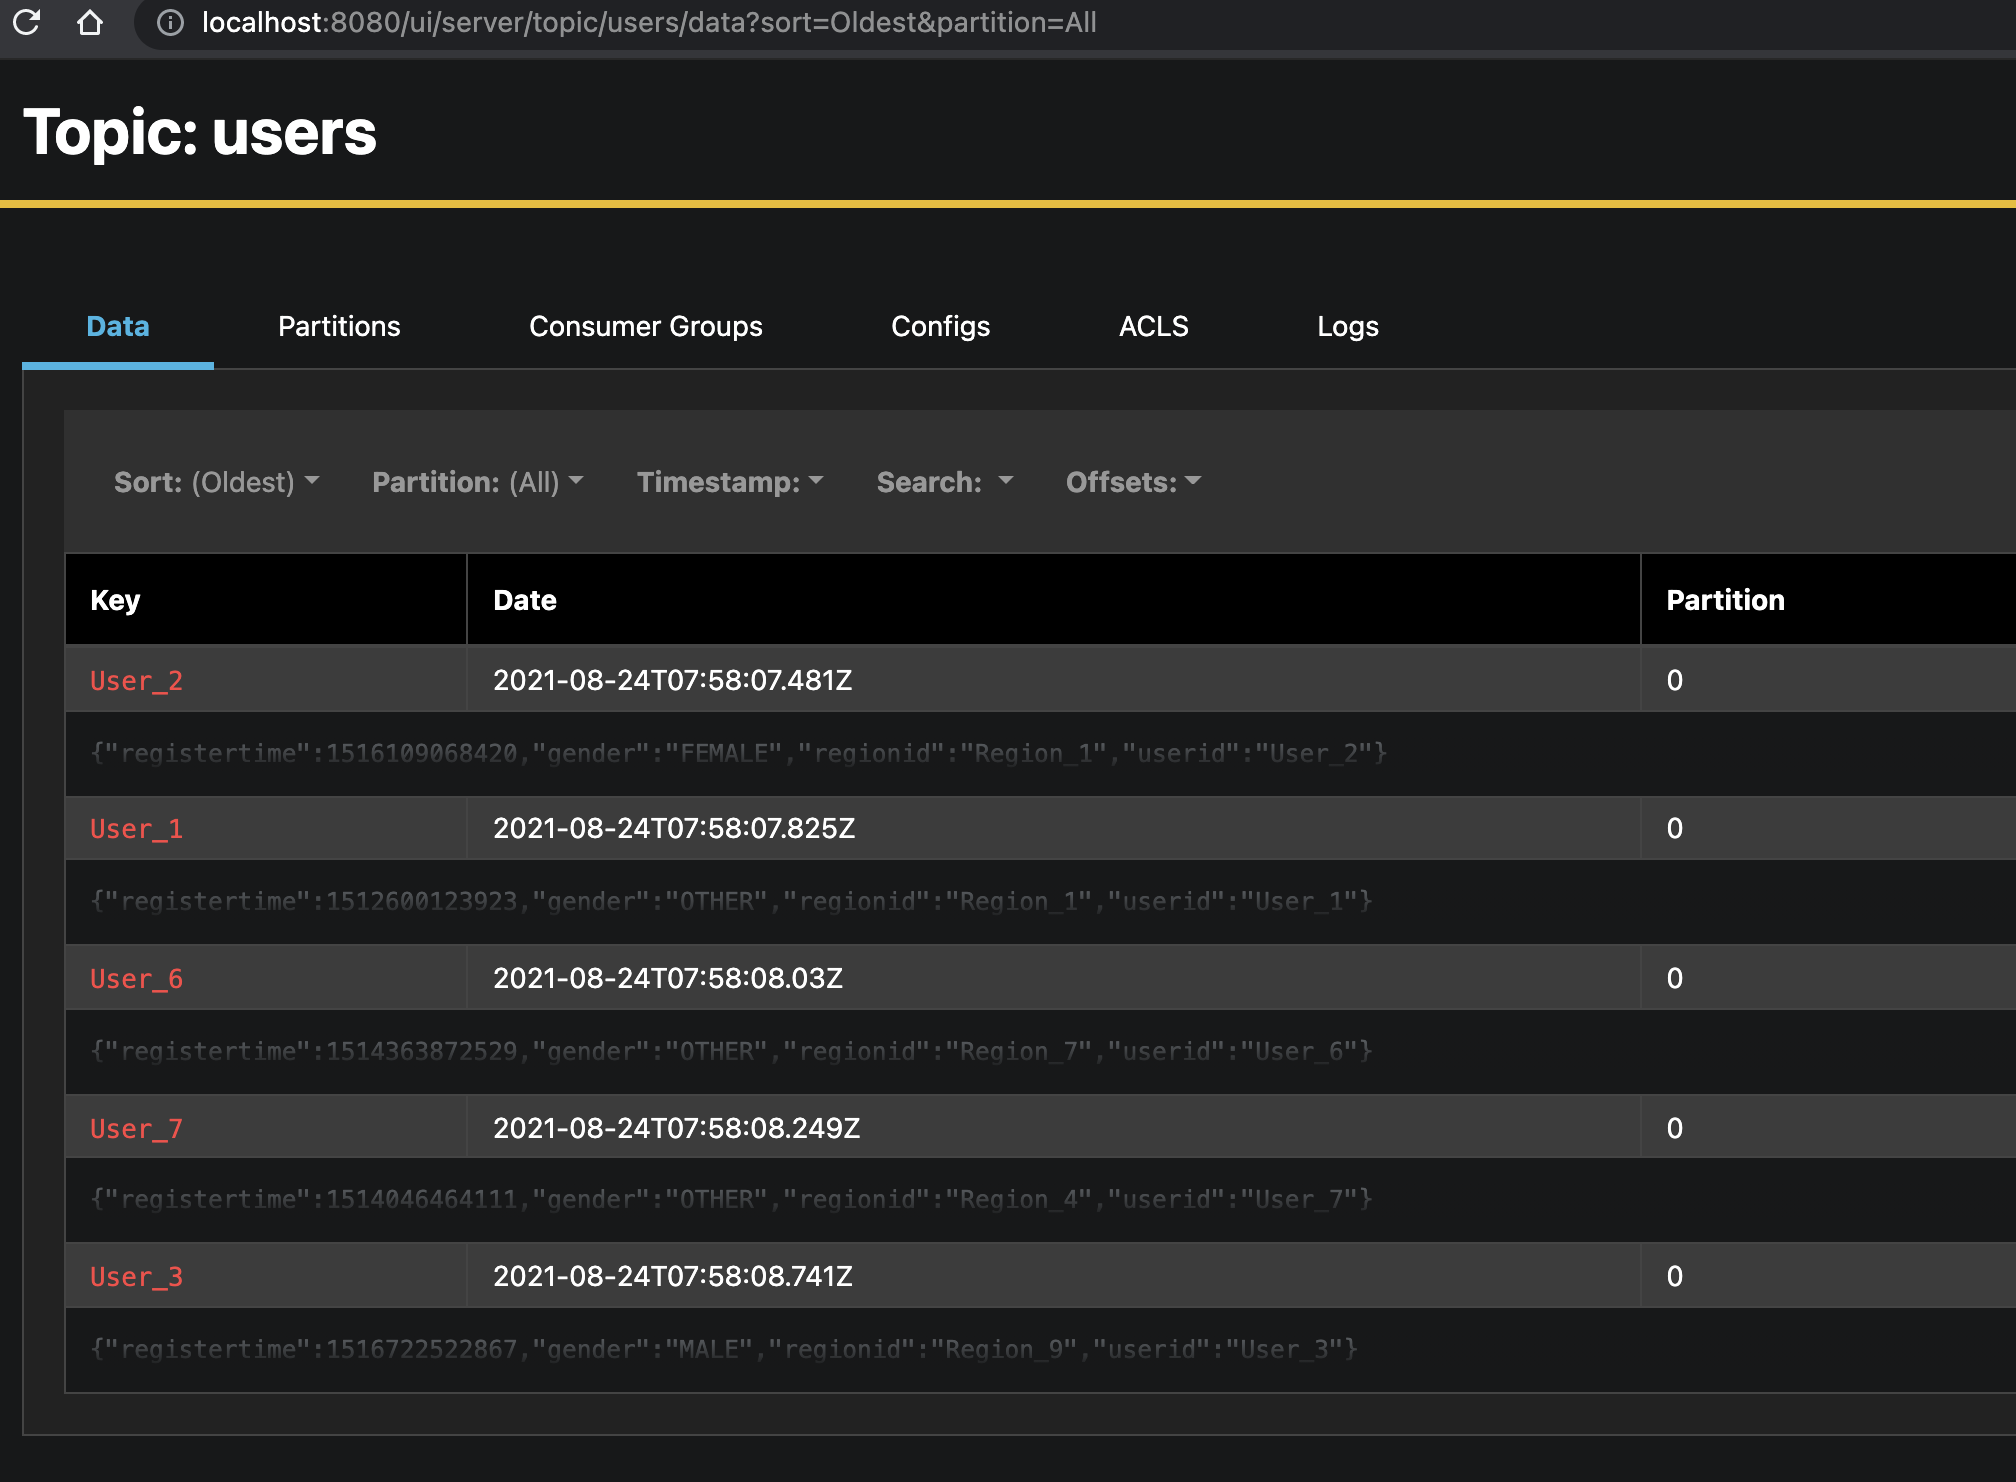 localhost:8080/ui/server/topic/users/data?sort=Oldest&partition=All
Topic: users
Data Partitions Consumer Groups Configs ACLS Logs
Sort: (Oldest) Partition: (All) Timestamp: Search: Offsets:
Key Date Partition
User_2 2021-08-24T07:58:07.481Z 0
{"registertime":1516109068420,"gender":"FEMALE","regionid":"Region_1","userid":"User_2"}
User_1 2021-08-24T07:58:07.825Z 0
{"registertime":1512600123923,"gender":"OTHER","regionid":"Region_1","userid":"User_1"}
User_6 2021-08-24T07:58:08.03Z 0
{"registertime":1514363872529,"gender":"OTHER","regionid":"Region_7","userid":"User_6"}
User_7 2021-08-24T07:58:08.249Z 0
{"registertime":1514046464111,"gender":"OTHER","regionid":"Region_4","userid":"User_7"}
User_3 2021-08-24T07:58:08.741Z 0
{"registertime":1516722522867,"gender":"MALE","regionid":"Region_9","userid":"User_3"}